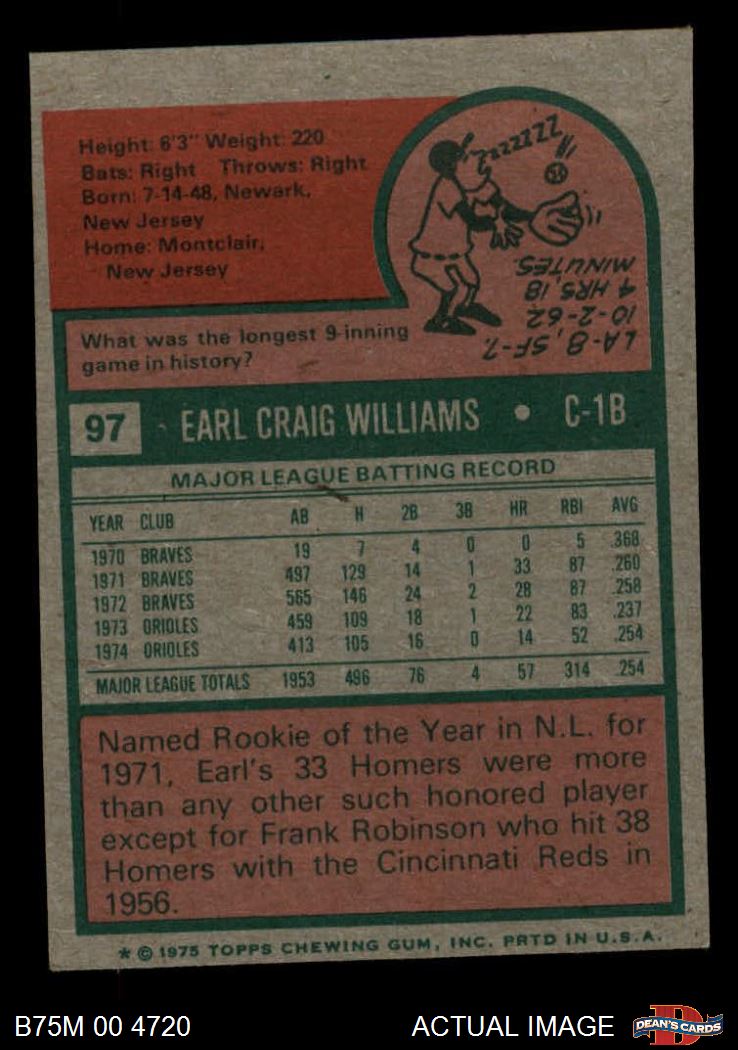 Height: 6'3" Weight: 220
Bats: Right Throws: Right
Born: 7-14-48, Newark,
New Jersey
Home: Montclair,
New Jersey
ZZZZZZZ
LA-8, SF-7.
10-2-62
4 HRS, 18
MINUTES.
What was the longest 9-inning
game in history?
97 EARL CRAIG WILLIAMS • C-1B
MAJOR LEAGUE BATTING RECORD
YEAR CLUB AB H 2B 3B HR RBI AVG
1970 BRAVES 19 7 4 0 0 5 .368
1971 BRAVES 497 129 14 1 33 87 .260
1972 BRAVES 565 146 24 2 28 87 .258
1973 ORIOLES 459 109 18 1 22 83 .237
1974 ORIOLES 413 105 16 0 14 52 .254
MAJOR LEAGUE TOTALS 1953 496 76 4 57 314 .254
Named Rookie of the Year in N.L. for
1971, Earl's 33 Homers were more
than any other such honored player
except for Frank Robinson who hit 38
Homers with the Cincinnati Reds in
1956.
* © 1975 TOPPS CHEWING GUM, INC. PRTD IN U.S.A.
B75M 00 4720 ACTUAL IMAGE
D
DEAN'S CARDS